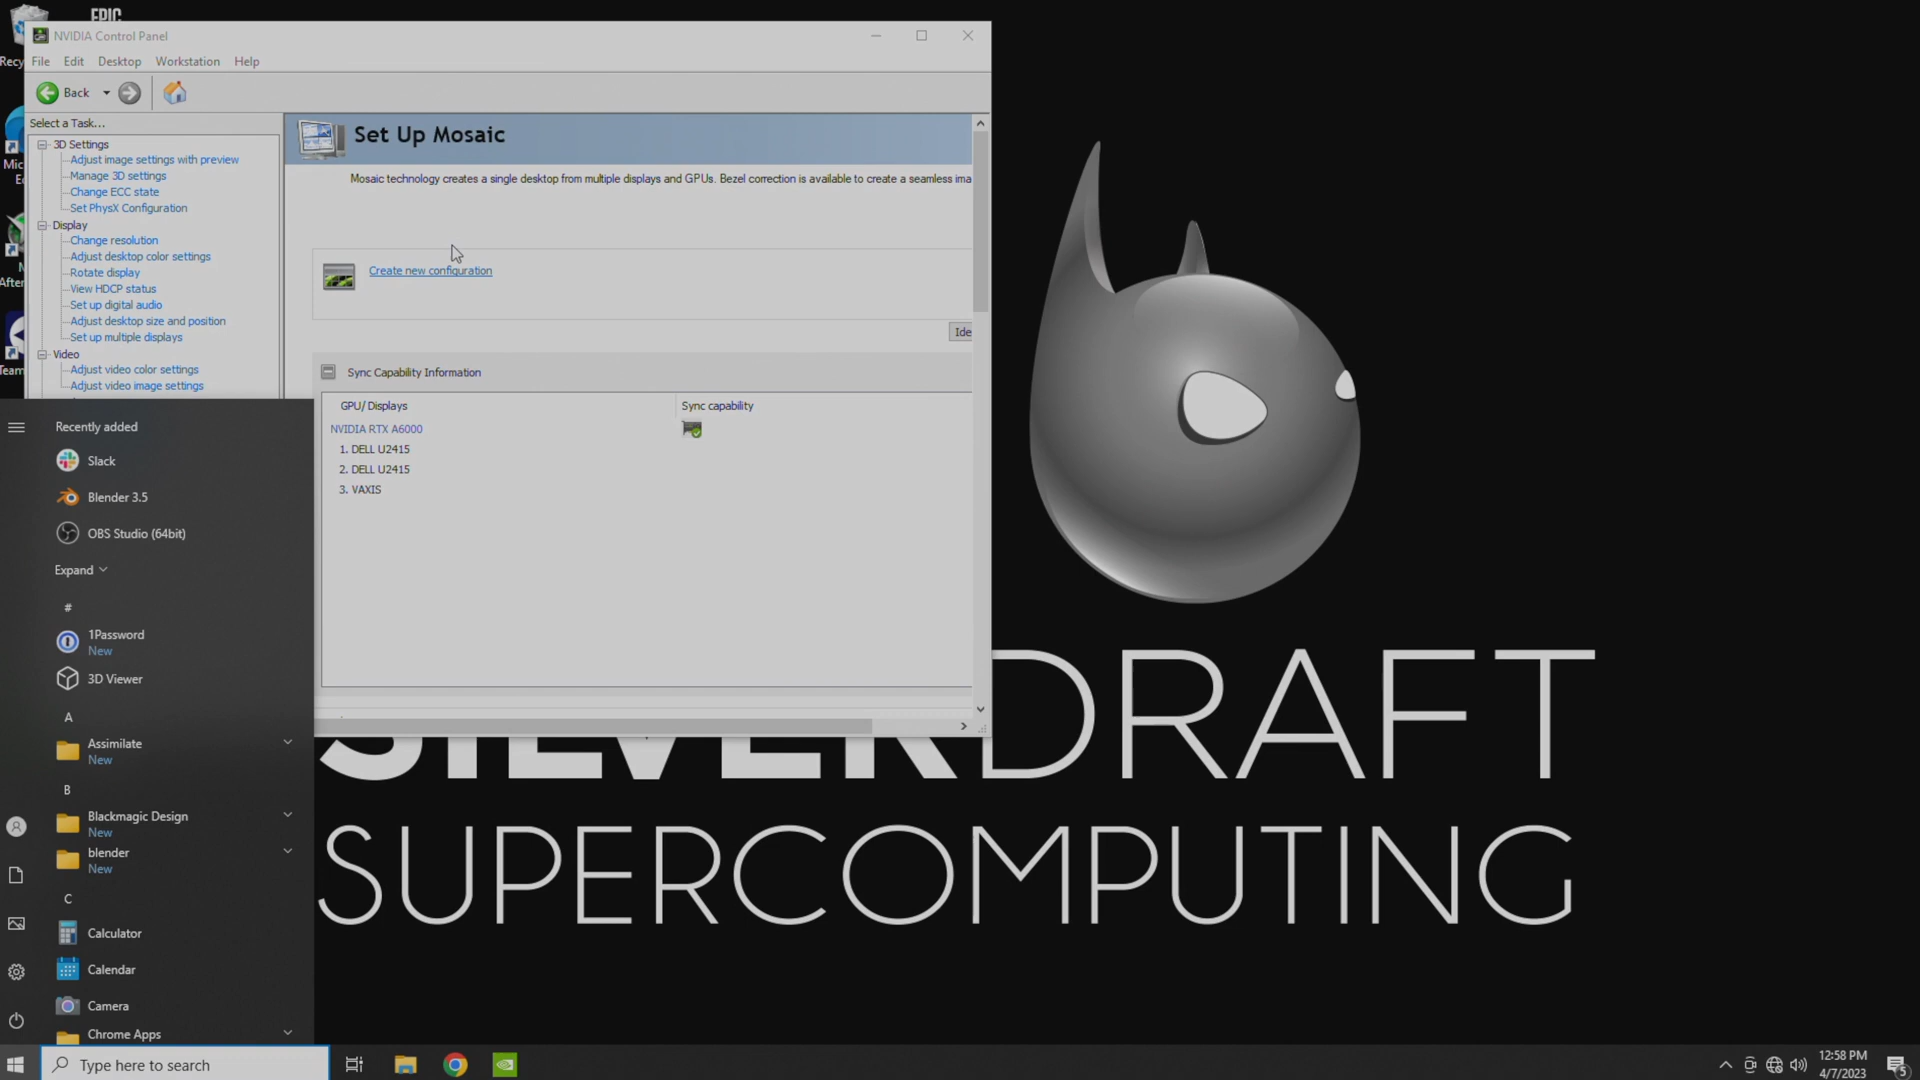 EPIC
NVIDIA Control Panel
File Edit Desktop Workstation Help
Back
Select a Task...
3D Settings
Adjust image settings with preview
Manage 3D settings
Change ECC state
Set PhysX Configuration
Display
Change resolution
Adjust desktop color settings
Rotate display
View HDCP status
Set up digital audio
Adjust desktop size and position
Set up multiple displays
Video
Adjust video color settings
Adjust video image settings
Set Up Mosaic
Mosaic technology creates a single desktop from multiple displays and GPUs. Bezel correction is available to create a seamless ima
Create new configuration
Ide
Sync Capability Information
GPU/ Displays Sync capability
NVIDIA RTX A6000
1. DELL U2415
2. DELL U2415
3. VAXIS
Recy
Mic
E
After
Team
Recently added
Slack
Blender 3.5
OBS Studio (64bit)
Expand
#
1Password
New
3D Viewer
A
Assimilate
New
B
Blackmagic Design
New
blender
New
C
Calculator
Calendar
Camera
Chrome Apps
SILVERDRAFT
SUPERCOMPUTING
Type here to search
12:58 PM
4/7/2023
5